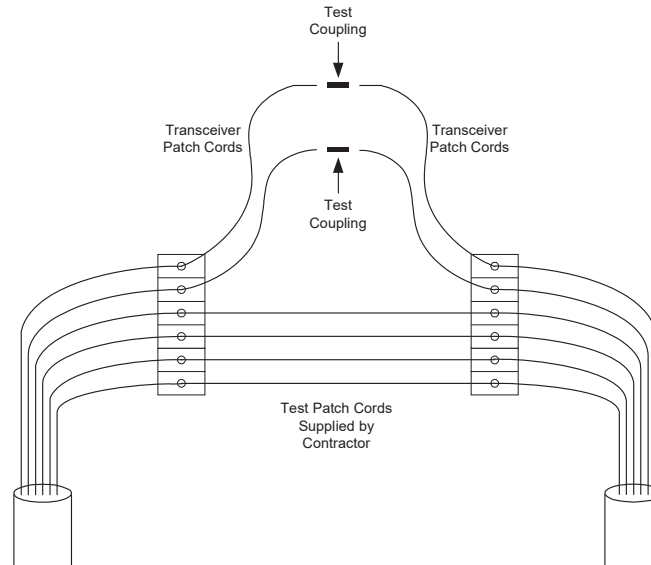 Test
Coupling
Transceiver
Patch Cords
Transceiver
Patch Cords
Test
Coupling
Test Patch Cords
Supplied by
Contractor